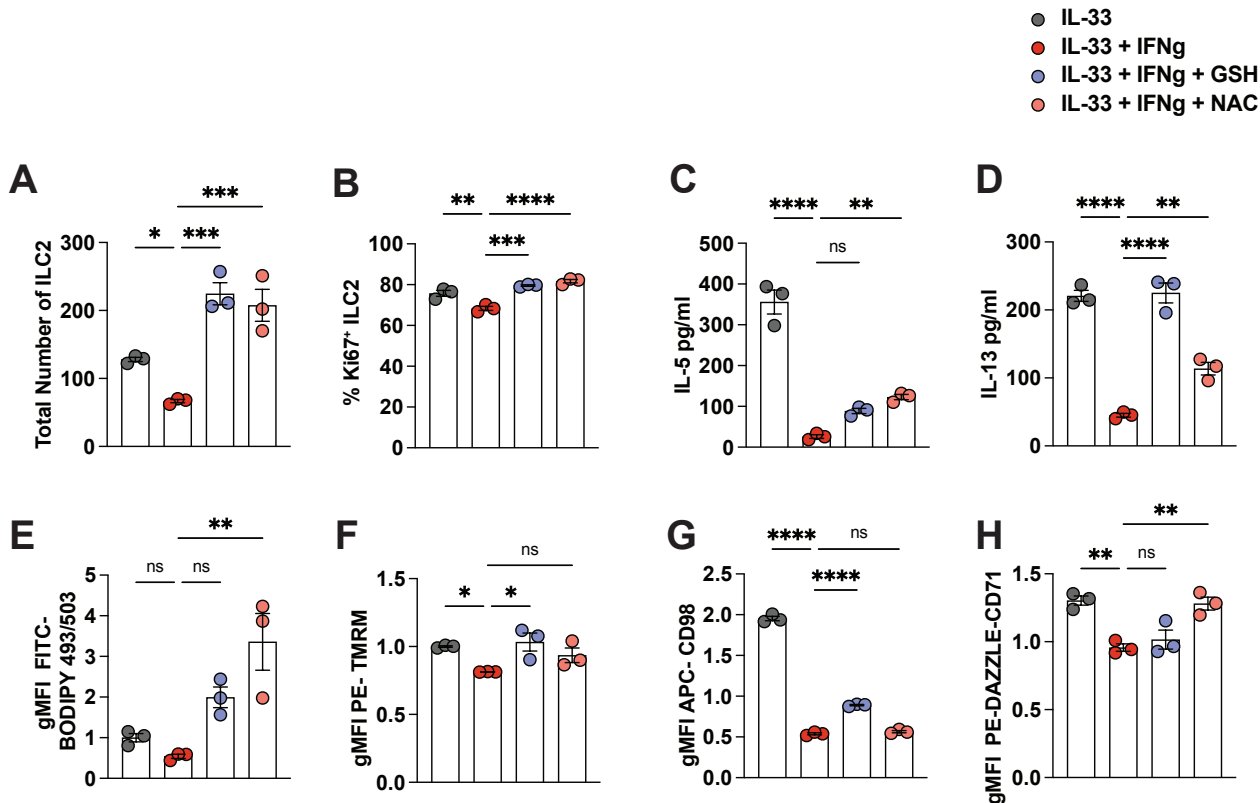 IL-33
IL-33 + IFNg
IL-33 + IFNg + GSH
IL-33 + IFNg + NAC
A
***
* ***
Total Number of ILC2
300
200
100
0
B
** ****
***
% Ki67⁺ ILC2
100
80
60
40
20
0
C
**** **
ns
IL-5 pg/ml
500
400
300
200
100
0
D
**** **
****
IL-13 pg/ml
300
200
100
0
E
**
ns ns
gMFI FITC-
BODIPY 493/503
5
4
3
2
1
0
F
ns
* *
gMFI PE- TMRM
1.5
1.0
0.5
0.0
G
**** ns
****
gMFI APC- CD98
2.5
2.0
1.5
1.0
0.5
0.0
H
**
** ns
gMFI PE-DAZZLE-CD71
1.5
1.0
0.5
0.0